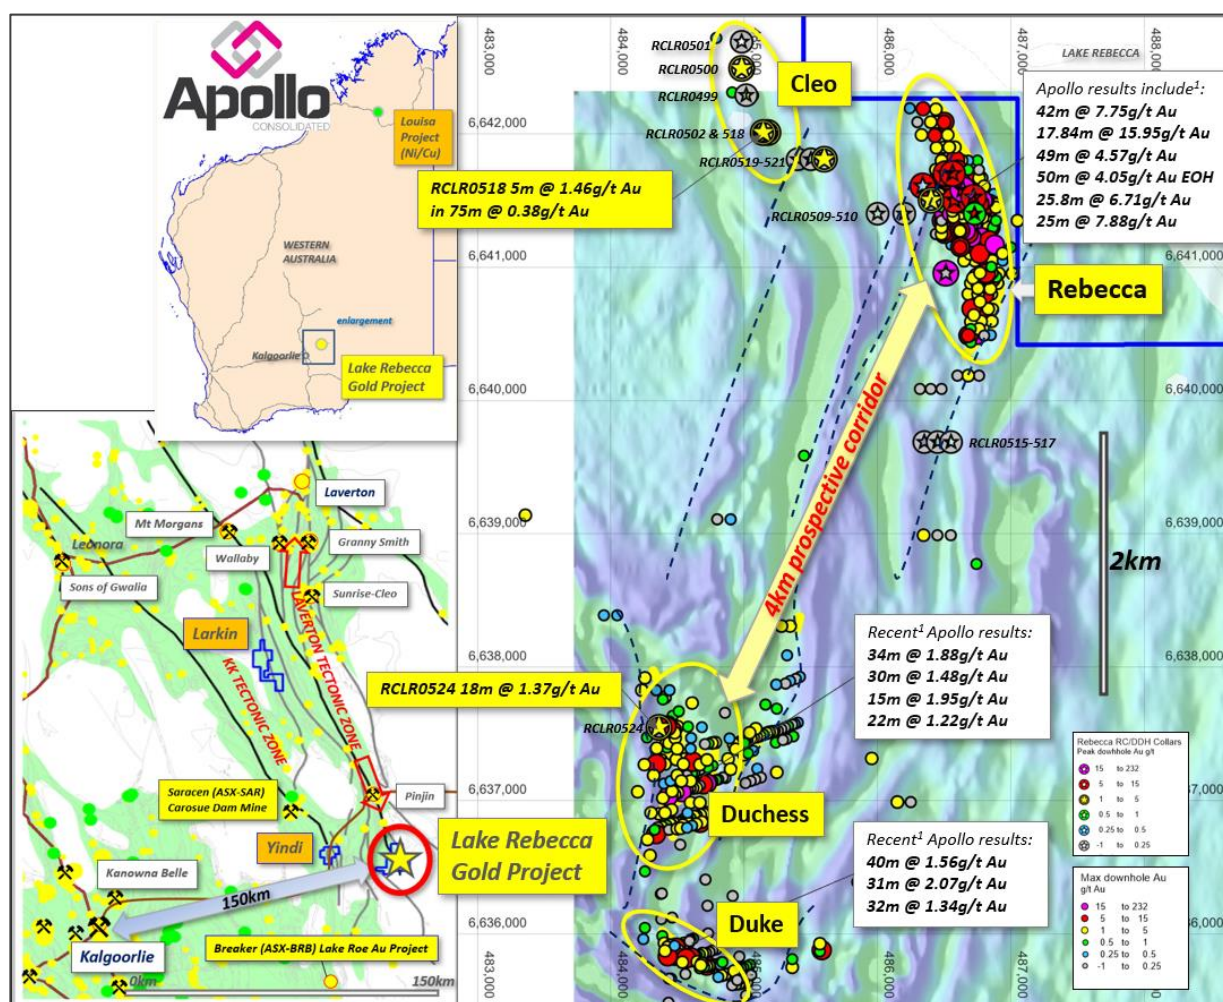 Apollo
CONSOLIDATED
Louisa
Project
(Ni/Cu)
WESTERN
AUSTRALIA
enlargement
Kalgoorlie
Lake Rebecca
Gold Project
Laverton
Mt Morgans
Leonora
Wallaby
Granny Smith
Sons of Gwalia
Sunrise-Cleo
Larkin
LAVERTON TECTONIC ZONE
KK TECTONIC ZONE
Saracen (ASX-SAR)
Carosue Dam Mine
Pinjin
Yindi
Lake Rebecca
Gold Project
Kanowna Belle
150km
Kalgoorlie
Breaker (ASX-BRB) Lake Roe Au Project
0km
150km
483,000
484,000
485,000
486,000
487,000
488,000
LAKE REBECCA
RCLR0501
RCLR0500
RCLR0499
Cleo
RCLR0502 & 518
RCLR0519-521
RCLR0509-510
6,642,000
RCLR0518 5m @ 1.46g/t Au
in 75m @ 0.38g/t Au
Apollo results include1:
42m @ 7.75g/t Au
17.84m @ 15.95g/t Au
49m @ 4.57g/t Au
50m @ 4.05g/t Au EOH
25.8m @ 6.71g/t Au
25m @ 7.88g/t Au
6,641,000
Rebecca
6,640,000
RCLR0515-517
4km prospective corridor
6,639,000
2km
6,638,000
RCLR0524 18m @ 1.37g/t Au
RCLR0524
Recent1 Apollo results:
34m @ 1.88g/t Au
30m @ 1.48g/t Au
15m @ 1.95g/t Au
22m @ 1.22g/t Au
6,637,000
Duchess
Recent1 Apollo results:
40m @ 1.56g/t Au
31m @ 2.07g/t Au
32m @ 1.34g/t Au
Duke
6,636,000
Rebecca RC/DDH Collars
Peak dowhhole Au g/t
15 to 232
5 to 15
1 to 5
0.5 to 1
0.25 to 0.5
-1 to 0.25
Max downhole Au
g/t Au
15 to 232
5 to 15
1 to 5
0.5 to 1
0.25 to 0.5
-1 to 0.25
483,000
484,000
485,000
486,000
487,000